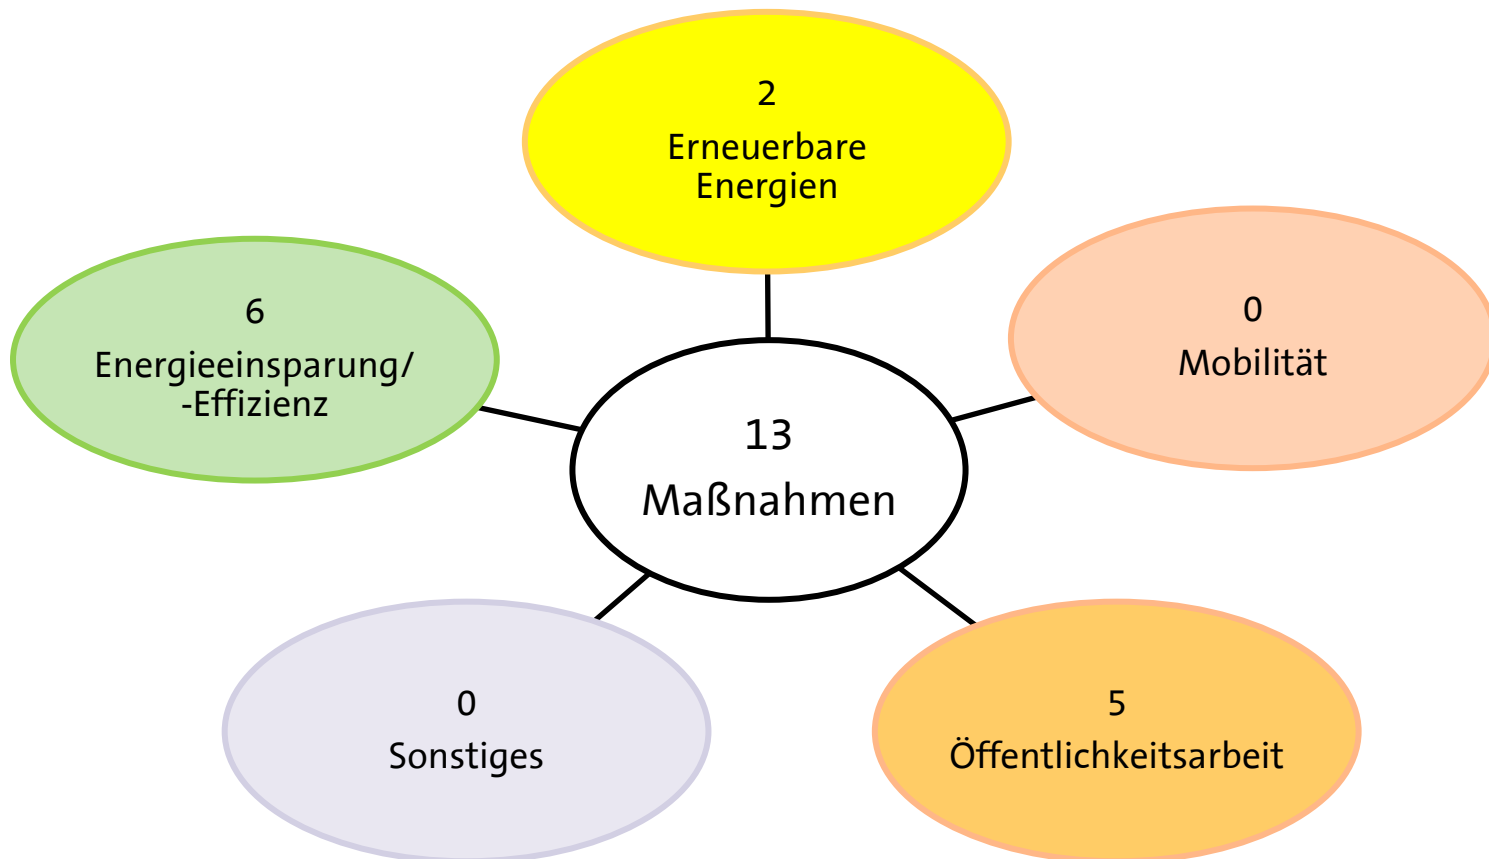 2
Erneuerbare
Energien
6
Energieeinsparung/
-Effizienz
0
Mobilität
13
Maßnahmen
0
Sonstiges
5
Öffentlichkeitsarbeit